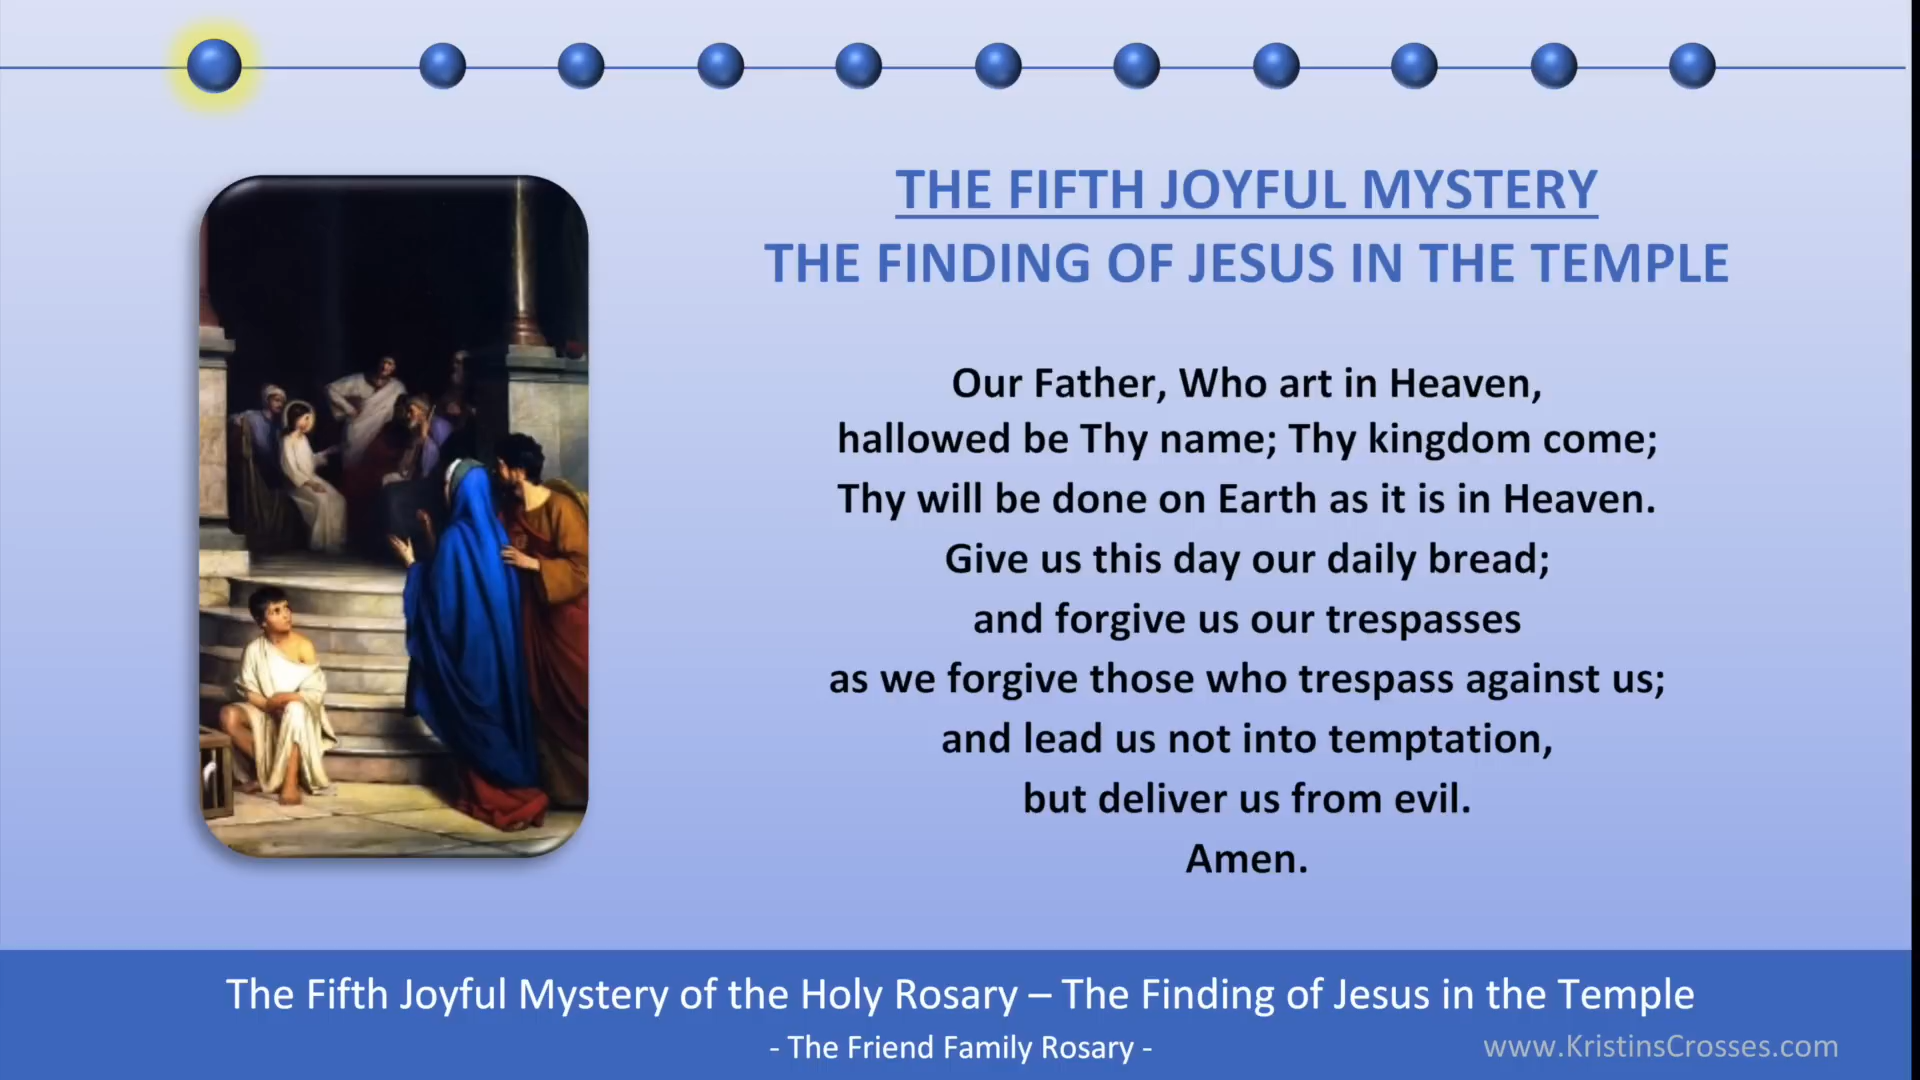 THE FIFTH JOYFUL MYSTERY
THE FINDING OF JESUS IN THE TEMPLE
Our Father, Who art in Heaven,
hallowed be Thy name; Thy kingdom come;
Thy will be done on Earth as it is in Heaven.
Give us this day our daily bread;
and forgive us our trespasses
as we forgive those who trespass against us;
and lead us not into temptation,
but deliver us from evil.
Amen.
The Fifth Joyful Mystery of the Holy Rosary – The Finding of Jesus in the Temple
- The Friend Family Rosary -
www.KristinsCrosses.com